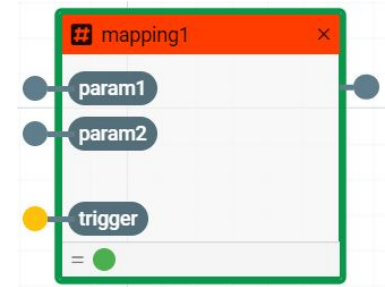 # mapping1 ×
param1
param2
trigger
=